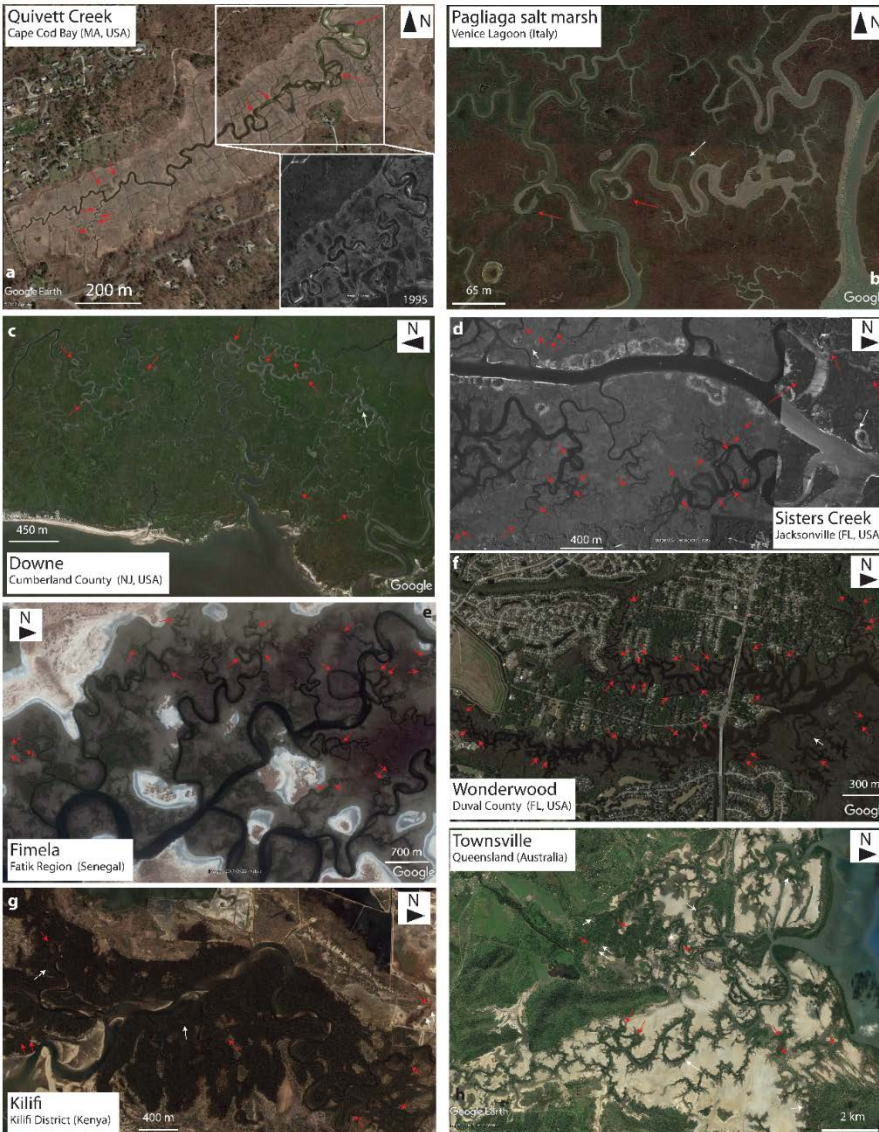 Quivett Creek
Cape Cod Bay (MA, USA)
N
a
Google Earth
200 m
1995
Pagliaga salt marsh
Venice Lagoon (Italy)
N
65 m
b
Google
c
N
450 m
Downe
Cumberland County (NJ, USA)
Google
d
N
Sisters Creek
Jacksonville (FL, USA)
400 m
N
e
Fimela
Fatik Region (Senegal)
700 m
Google
f
N
Wonderwood
Duval County (FL, USA)
300 m
Google
g
N
Kilifi
Kilifi District (Kenya)
400 m
Townsville
Queensland (Australia)
N
h
Google Earth
2 km